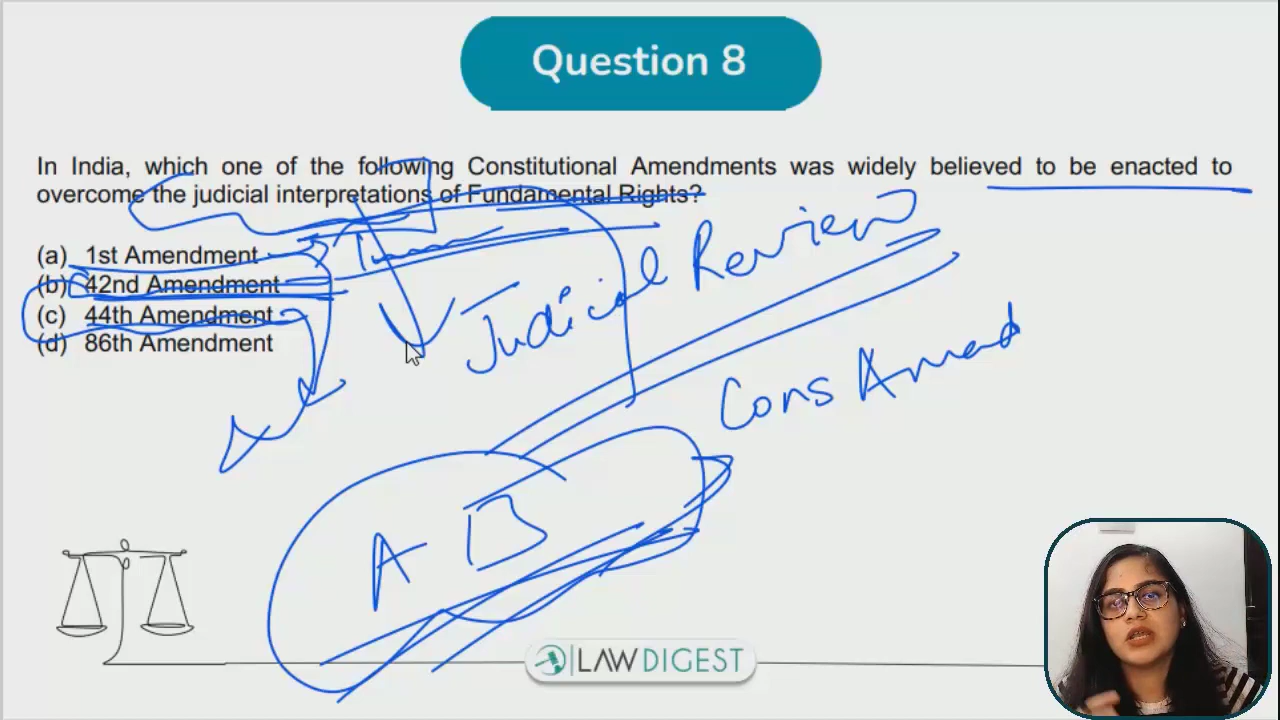 Question 8
In India, which one of the following Constitutional Amendments was widely believed to be enacted to
overcome the judicial interpretations of Fundamental Rights?
(a) 1st Amendment
(b) 42nd Amendment
(c) 44th Amendment
(d) 86th Amendment
Judicial Review
Cons Amend
A B
LAWDIGEST